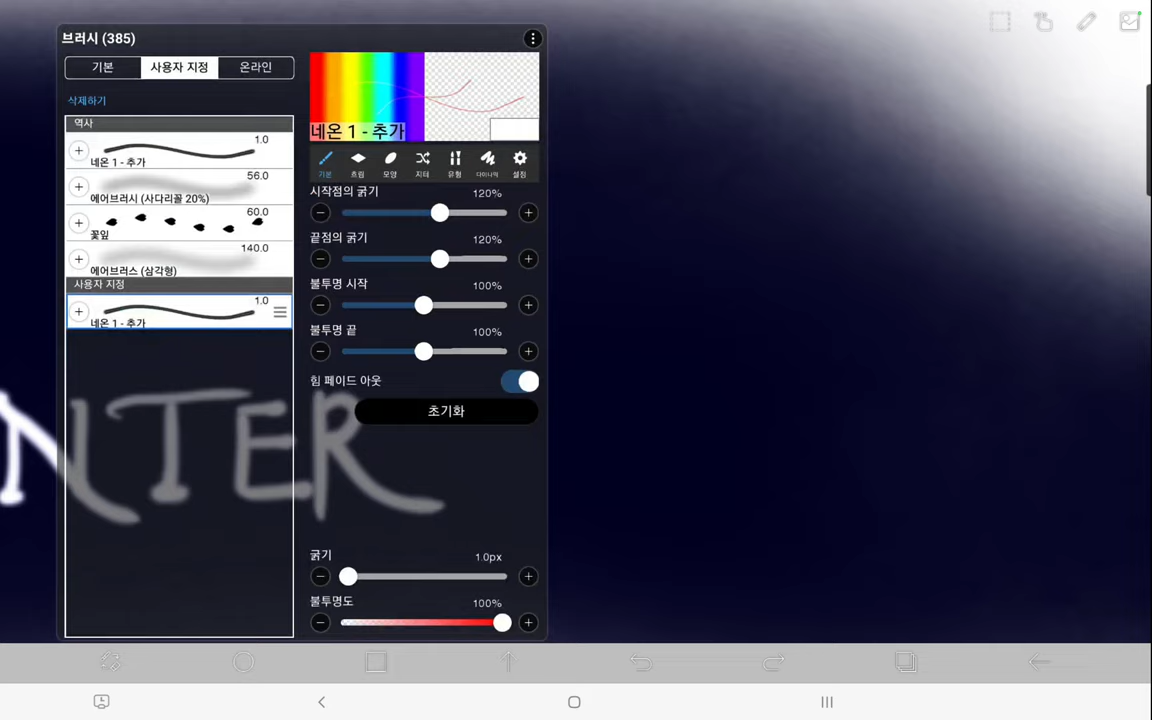 브러시 (385)
기본
사용자 지정
온라인
삭제하기
역사
1.0
네온 1 - 추가
56.0
에어브러시 (사다리꼴 20%)
60.0
꽃잎
140.0
에어브러스 (삼각형)
사용자 지정
1.0
네온 1 - 추가
네온 1 - 추가
기본
흐림
모양
지터
유형
다이나믹
설정
시작점의 굵기
120%
끝점의 굵기
120%
불투명 시작
100%
불투명 끝
100%
힘 페이드 아웃
초기화
굵기
1.0px
불투명도
100%
NTER